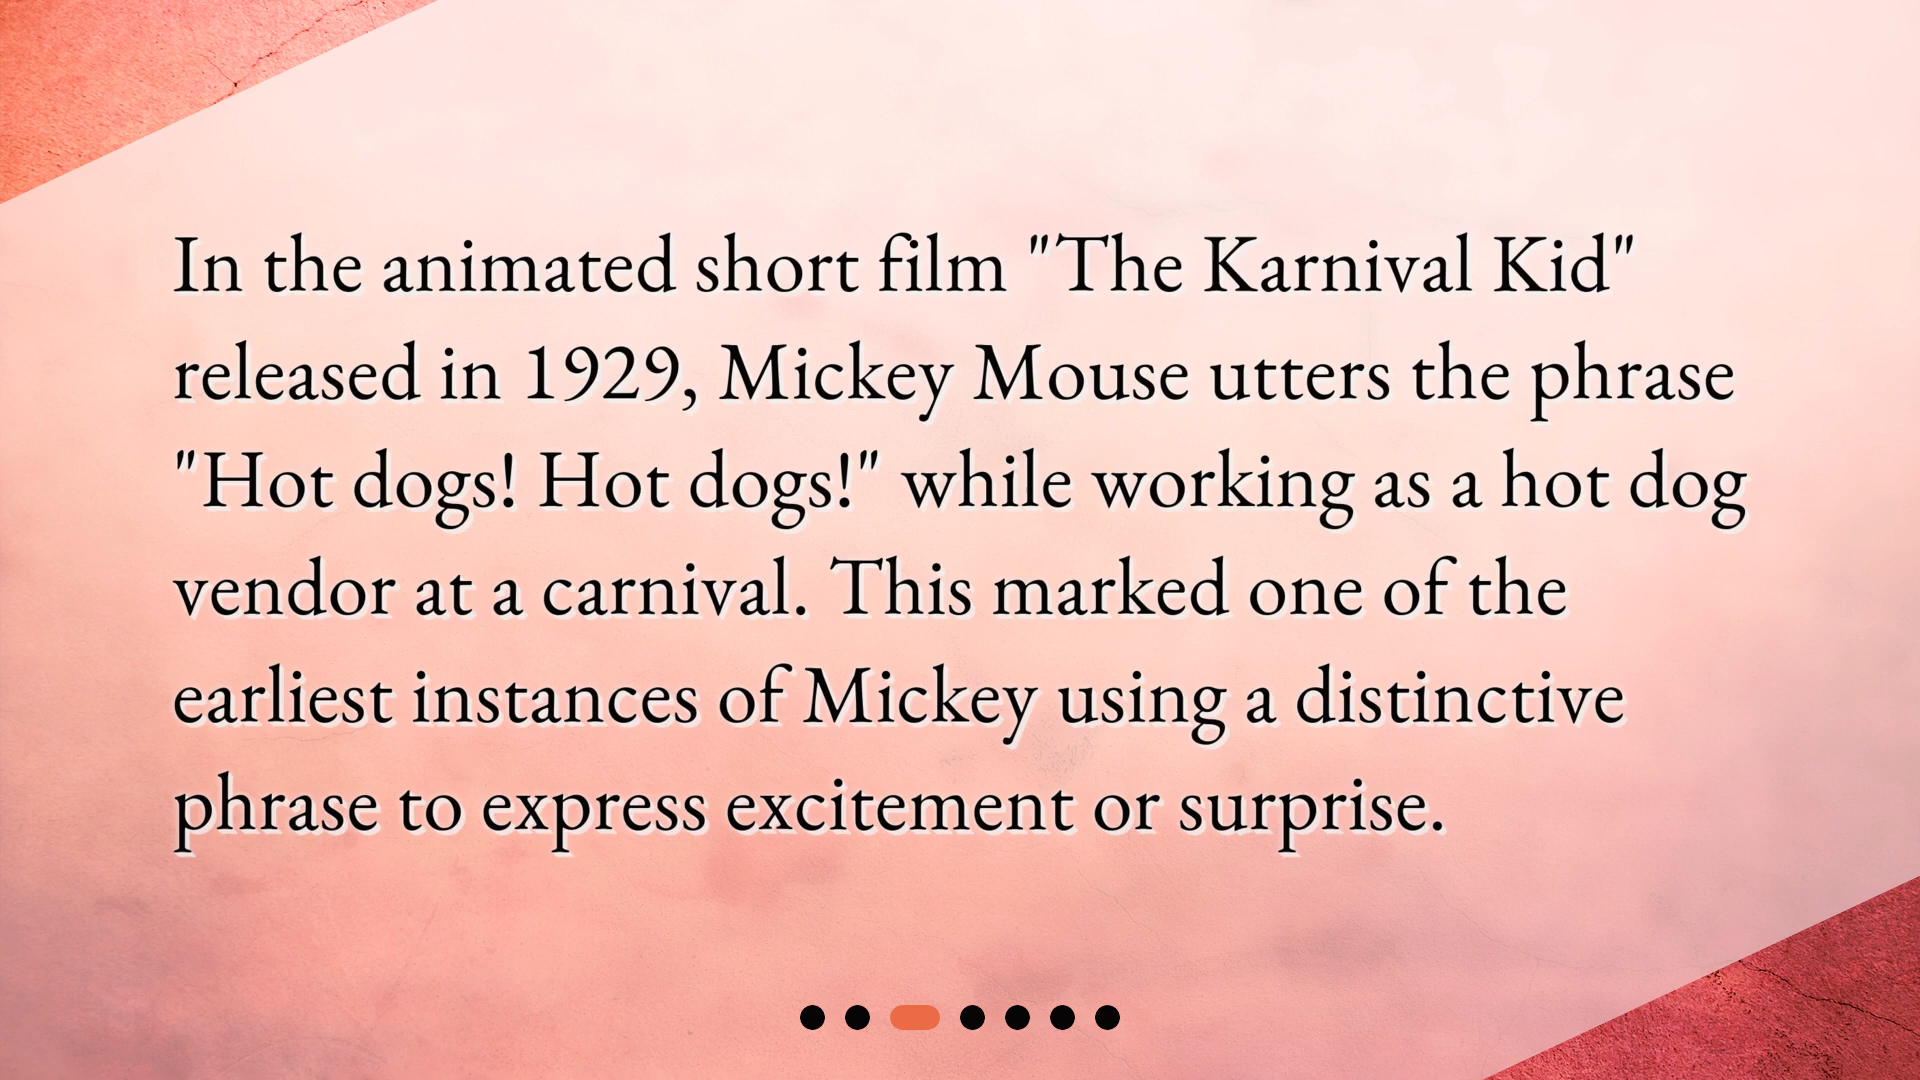 In the animated short film "The Karnival Kid"
released in 1929, Mickey Mouse utters the phrase
"Hot dogs! Hot dogs!" while working as a hot dog
vendor at a carnival. This marked one of the
earliest instances of Mickey using a distinctive
phrase to express excitement or surprise.